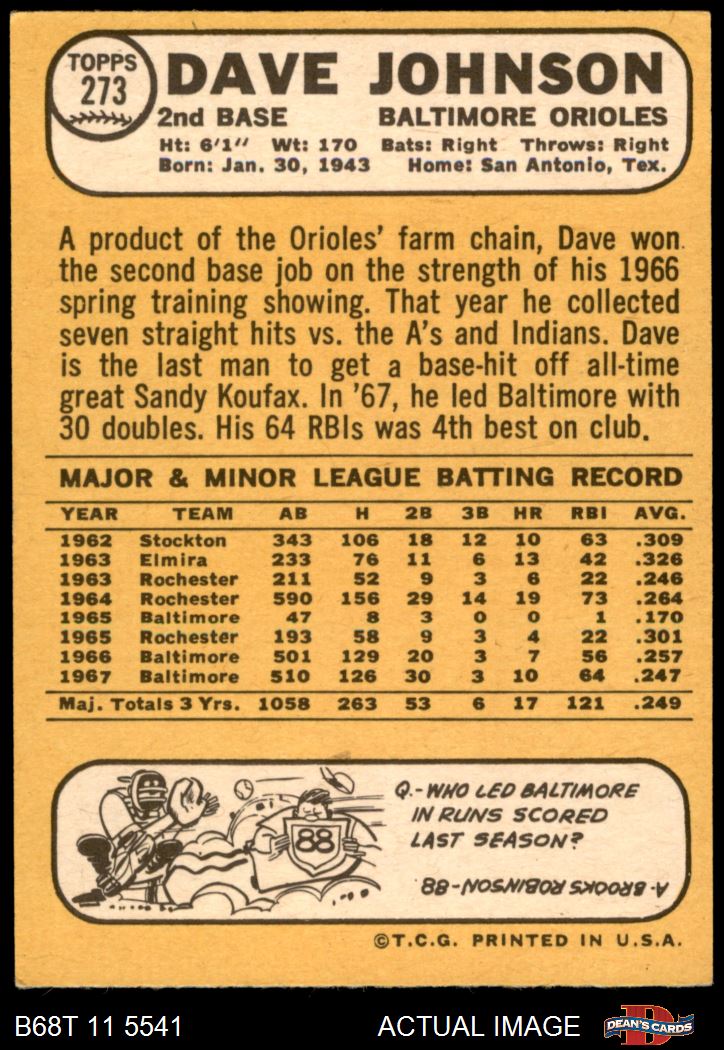 TOPPS
273
DAVE JOHNSON
2nd BASE BALTIMORE ORIOLES
Ht: 6'1" Wt: 170 Bats: Right Throws: Right
Born: Jan. 30, 1943 Home: San Antonio, Tex.
A product of the Orioles' farm chain, Dave won
the second base job on the strength of his 1966
spring training showing. That year he collected
seven straight hits vs. the A's and Indians. Dave
is the last man to get a base-hit off all-time
great Sandy Koufax. In '67, he led Baltimore with
30 doubles. His 64 RBIs was 4th best on club.
MAJOR & MINOR LEAGUE BATTING RECORD
YEAR TEAM AB H 2B 3B HR RBI AVG.
1962 Stockton 343 106 18 12 10 63 .309
1963 Elmira 233 76 11 6 13 42 .326
1963 Rochester 211 52 9 3 6 22 .246
1964 Rochester 590 156 29 14 19 73 .264
1965 Baltimore 47 8 3 0 0 1 .170
1965 Rochester 193 58 9 3 4 22 .301
1966 Baltimore 501 129 20 3 7 56 .257
1967 Baltimore 510 126 30 3 10 64 .247
Maj. Totals 3 Yrs. 1058 263 53 6 17 121 .249
88
Q.-WHO LED BALTIMORE
IN RUNS SCORED
LAST SEASON?
A BROOKS ROBINSON-88
©T.C.G. PRINTED IN U.S.A.
B68T 11 5541 ACTUAL IMAGE D DEAN'S CARDS